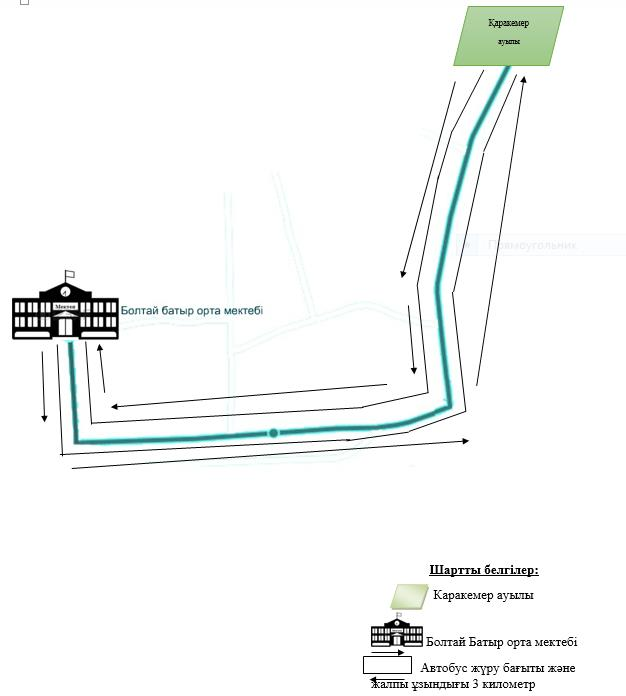 Қаракемер
ауылы
Прямоугольник
Мектеп
Болтай батыр орта мектебі
Шартты белгілер:
Каракемер ауылы
Болтай Батыр орта мектебі
Автобус жүру бағыты және
жалпы ұзындығы 3 километр